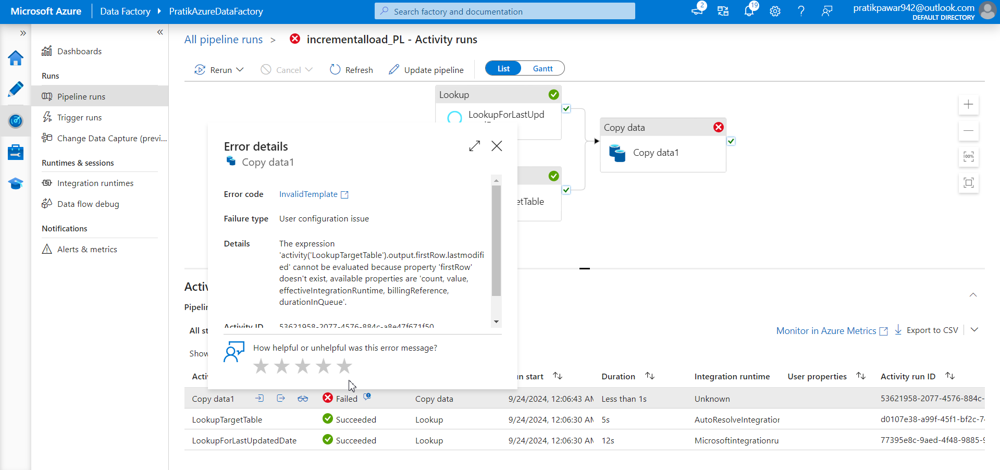 Microsoft Azure
Data Factory
PratikAzureDataFactory
Search factory and documentation
2
19
pratikpawar942@outlook.com
DEFAULT DIRECTORY
»
«
Dashboards
Runs
Pipeline runs
Trigger runs
Change Data Capture (previ...
Runtimes & sessions
Integration runtimes
Data flow debug
Notifications
Alerts & metrics
All pipeline runs > incrementalload_PL - Activity runs
Rerun
Cancel
Refresh
Update pipeline
List
Gantt
Lookup
LookupForLastUpd
etTable
Copy data
Copy data1
100%
Error details
Copy data1
Error code InvalidTemplate
Failure type User configuration issue
Details The expression
'activity('LookupTargetTable').output.firstRow.lastmodifi
ed' cannot be evaluated because property 'firstRow'
doesn't exist, available properties are 'count, value,
effectiveIntegrationRuntime, billingReference,
durationInQueue'.
Activity ID 53621958-2077-4576-884c-a8e47f671f50
How helpful or unhelpful was this error message?
Activ
Pipelin
All st
Monitor in Azure Metrics
Export to CSV
Show
Activ
n start Duration Integration runtime User properties Activity run ID
Copy data1 Failed Copy data 9/24/2024, 12:06:43 AM Less than 1s Unknown 53621958-2077-4576-884c-
LookupTargetTable Succeeded Lookup 9/24/2024, 12:06:30 AM 5s AutoResolveIntegration d0107e38-a99f-45f1-bf2c-74
LookupForLastUpdatedDate Succeeded Lookup 9/24/2024, 12:06:30 AM 12s Microsoftintegrationru 77395e8c-9aed-4f48-9885-9